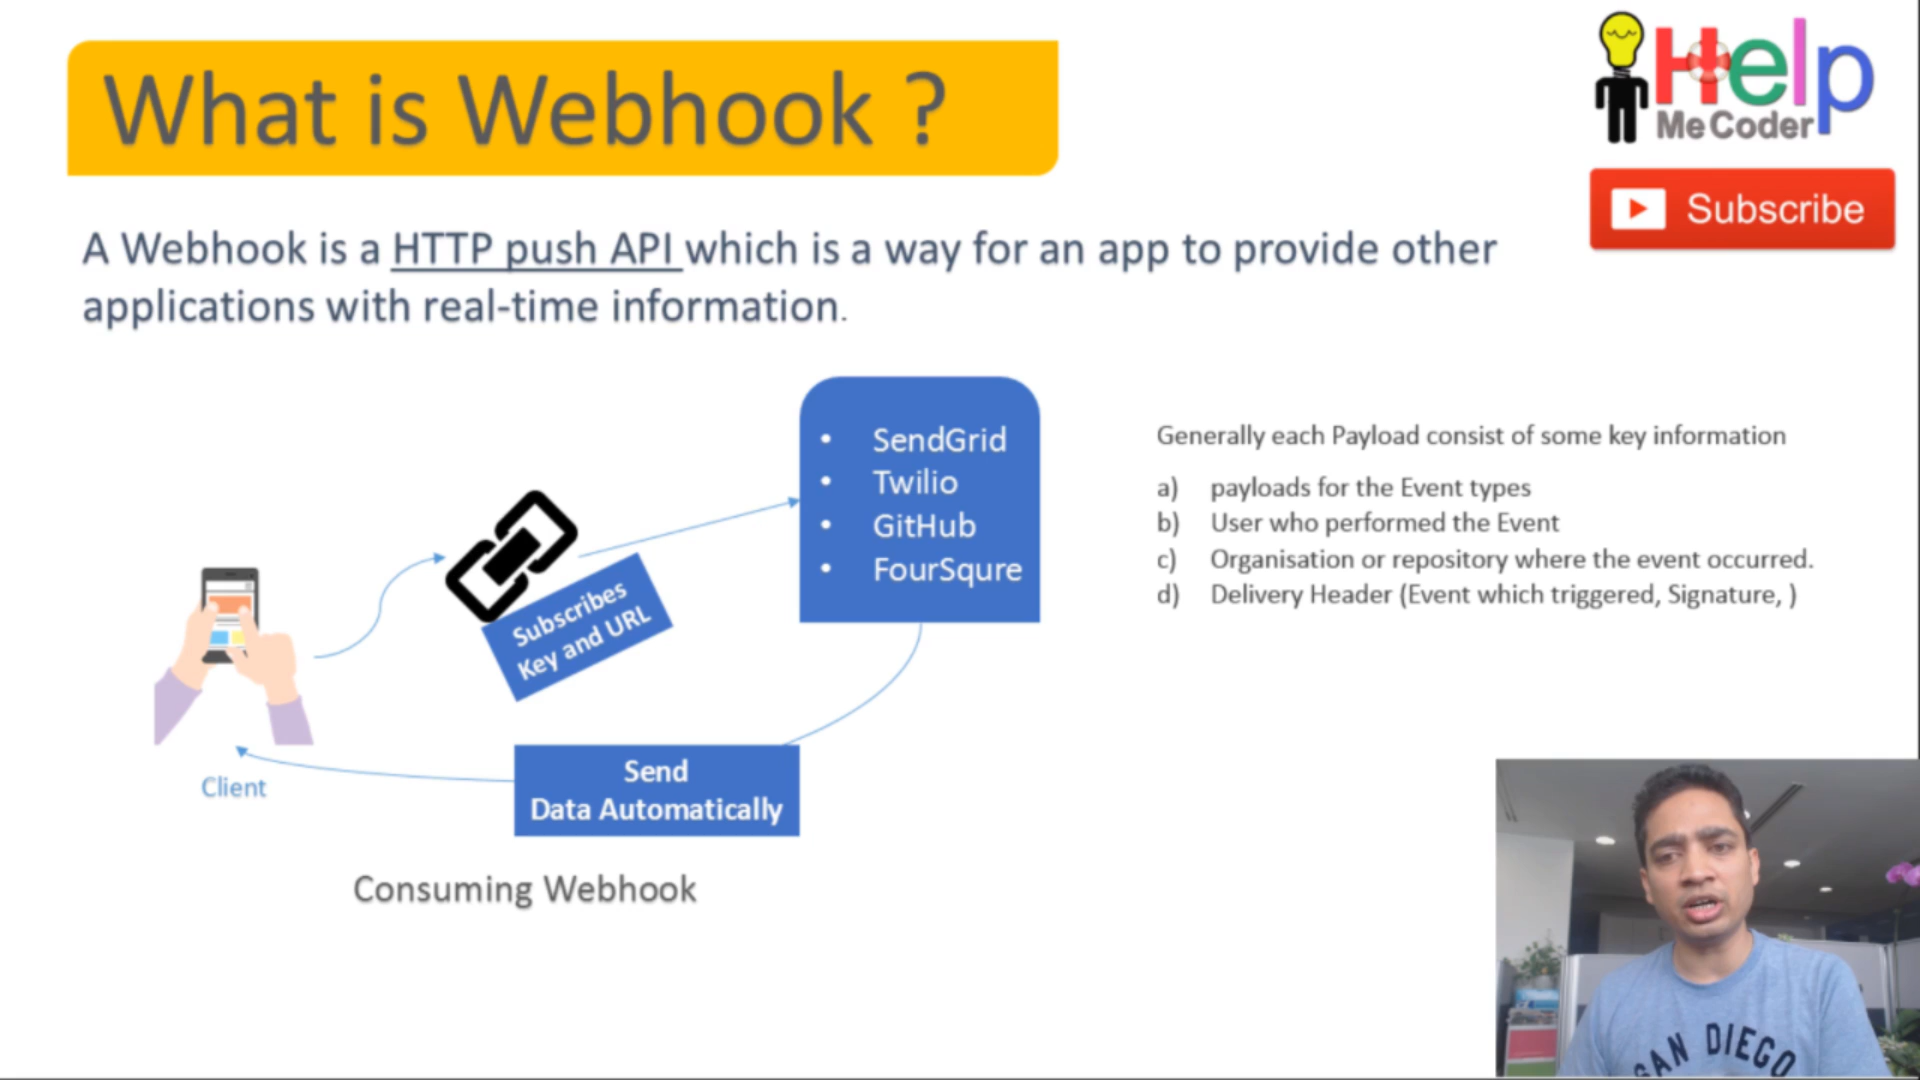 What is Webhook ?
Help
Me Coder
Subscribe
A Webhook is a HTTP push API which is a way for an app to provide other
applications with real-time information.
• SendGrid
• Twilio
• GitHub
• FourSqure
Subscribes
Key and URL
Send
Data Automatically
Client
Consuming Webhook
Generally each Payload consist of some key information
a) payloads for the Event types
b) User who performed the Event
c) Organisation or repository where the event occurred.
d) Delivery Header (Event which triggered, Signature, )
SAN DIEGO